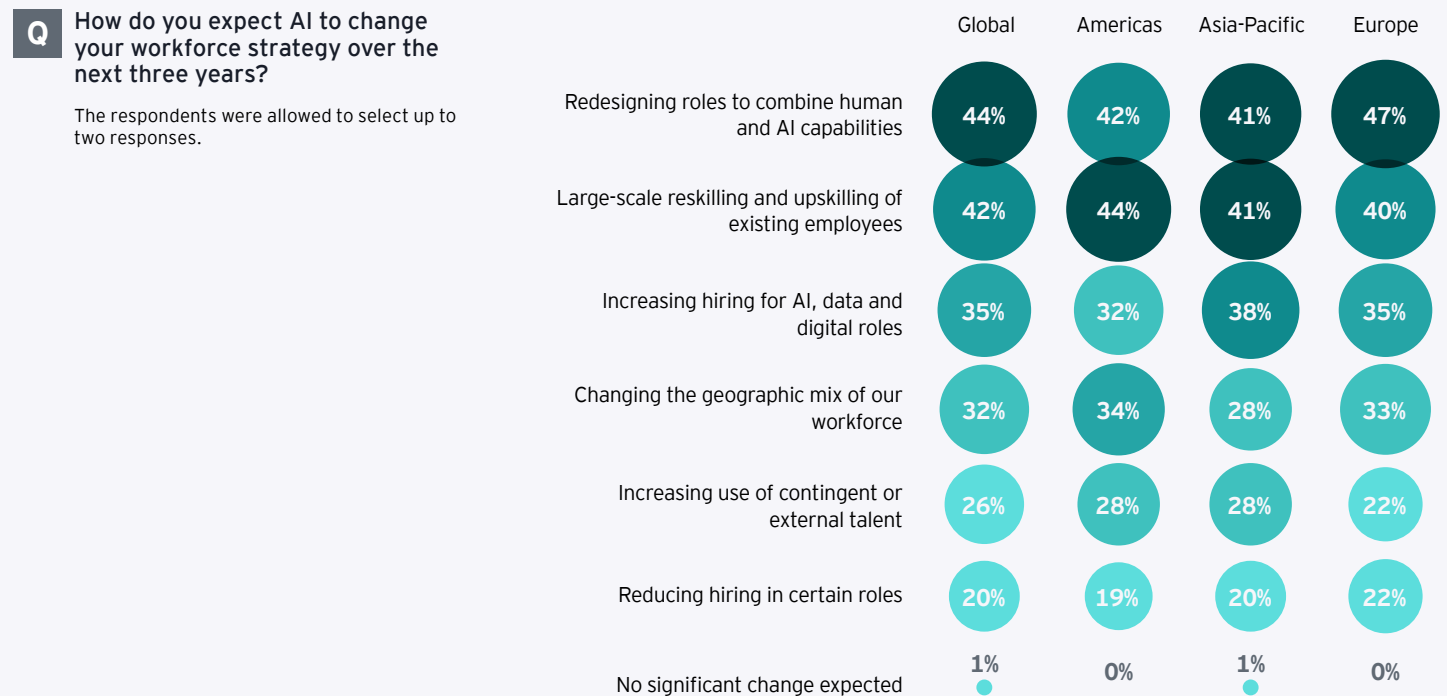 Q
How do you expect AI to change
your workforce strategy over the
next three years?
The respondents were allowed to select up to
two responses.
Global Americas Asia-Pacific Europe
Redesigning roles to combine human
and AI capabilities
44% 42% 41% 47%
Large-scale reskilling and upskilling of
existing employees
42% 44% 41% 40%
Increasing hiring for AI, data and
digital roles
35% 32% 38% 35%
Changing the geographic mix of our
workforce
32% 34% 28% 33%
Increasing use of contingent or
external talent
26% 28% 28% 22%
Reducing hiring in certain roles
20% 19% 20% 22%
No significant change expected
1% 0% 1% 0%